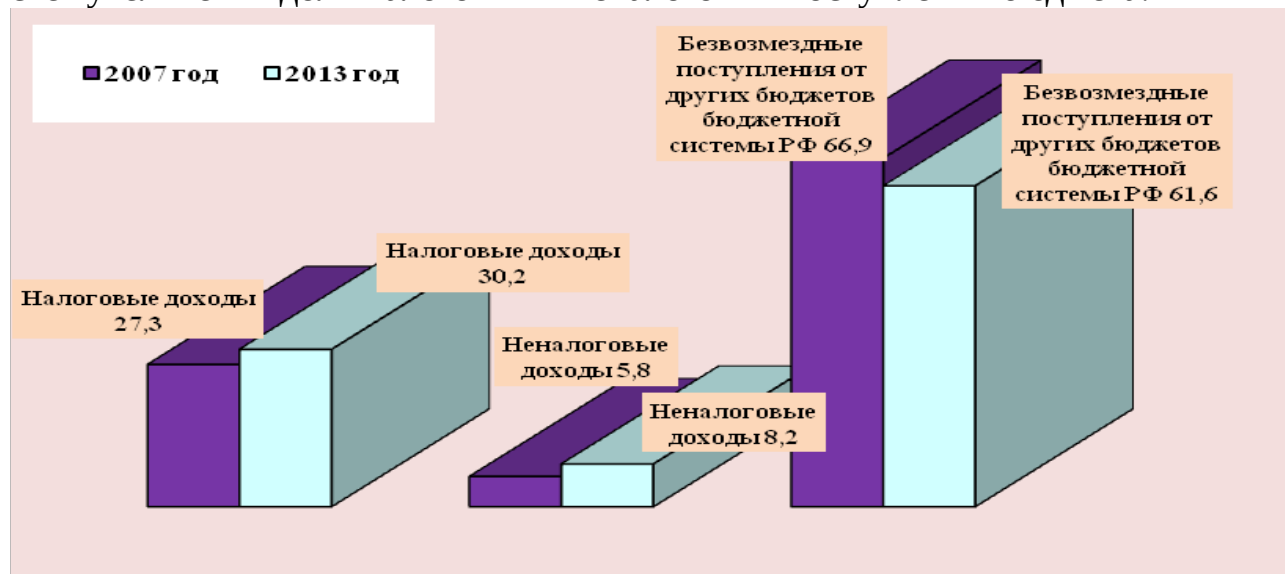 2007 год 2013 год
Безвозмездные
поступления от
других бюджетов
бюджетной
системы РФ 66,9
Безвозмездные
поступления от
других бюджетов
бюджетной
системы РФ 61,6
Налоговые доходы
27,3
Налоговые доходы
30,2
Неналоговые
доходы 5,8
Неналоговые
доходы 8,2